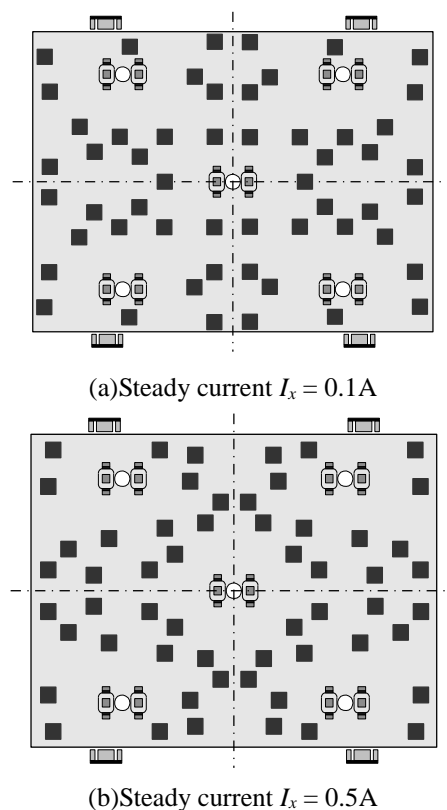 (a)Steady current Iₓ = 0.1A
(b)Steady current Iₓ = 0.5A